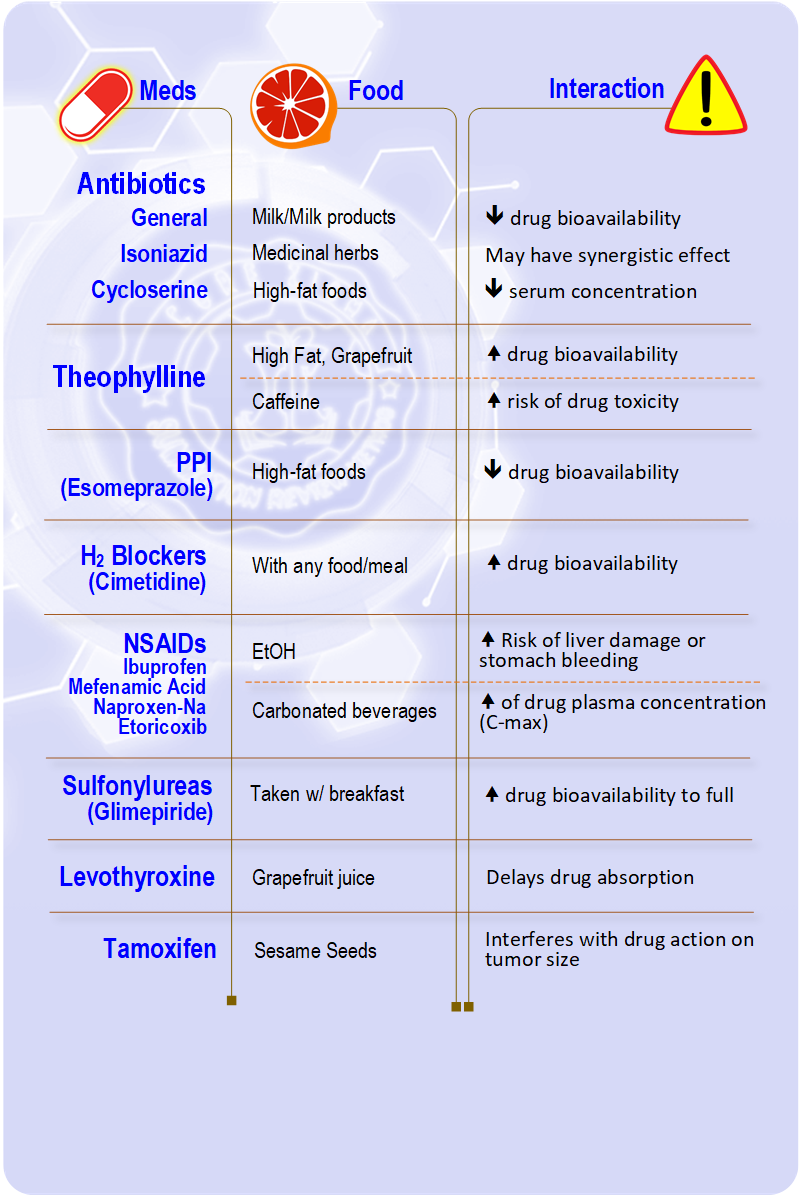 Meds Food Interaction
Antibiotics
General Milk/Milk products 🡻 drug bioavailability
Isoniazid Medicinal herbs May have synergistic effect
Cycloserine High-fat foods 🡻 serum concentration
Theophylline
High Fat, Grapefruit 🡹 drug bioavailability
Caffeine 🡹 risk of drug toxicity
PPI
(Esomeprazole)
High-fat foods 🡻 drug bioavailability
H₂ Blockers
(Cimetidine)
With any food/meal 🡹 drug bioavailability
NSAIDs
Ibuprofen
Mefenamic Acid
Naproxen-Na
Etoricoxib
EtOH
🡹 Risk of liver damage or
stomach bleeding
Carbonated beverages
🡹 of drug plasma concentration
(C-max)
Sulfonylureas
(Glimepiride)
Taken w/ breakfast 🡹 drug bioavailability to full
Levothyroxine Grapefruit juice Delays drug absorption
Tamoxifen Sesame Seeds
Interferes with drug action on
tumor size